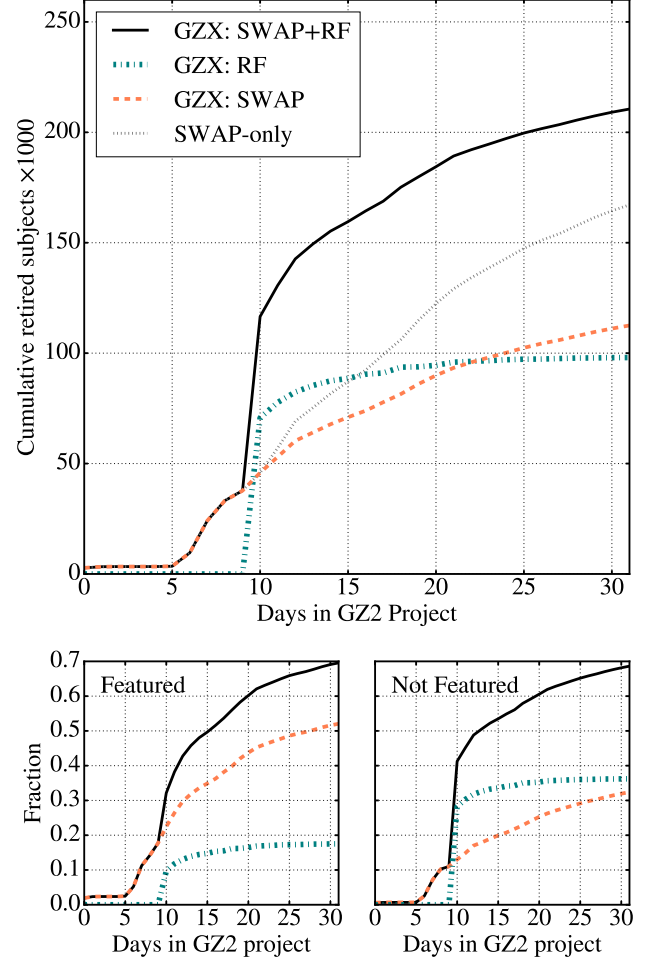 250
200
150
100
50
0
Cumulative retired subjects ×1000
GZX: SWAP+RF
GZX: RF
GZX: SWAP
SWAP-only
0 5 10 15 20 25 30
Days in GZ2 Project
0.7
0.6
0.5
0.4
0.3
0.2
0.1
0.0
Fraction
Featured
0 5 10 15 20 25 30
Days in GZ2 project
Not Featured
0 5 10 15 20 25 30
Days in GZ2 project